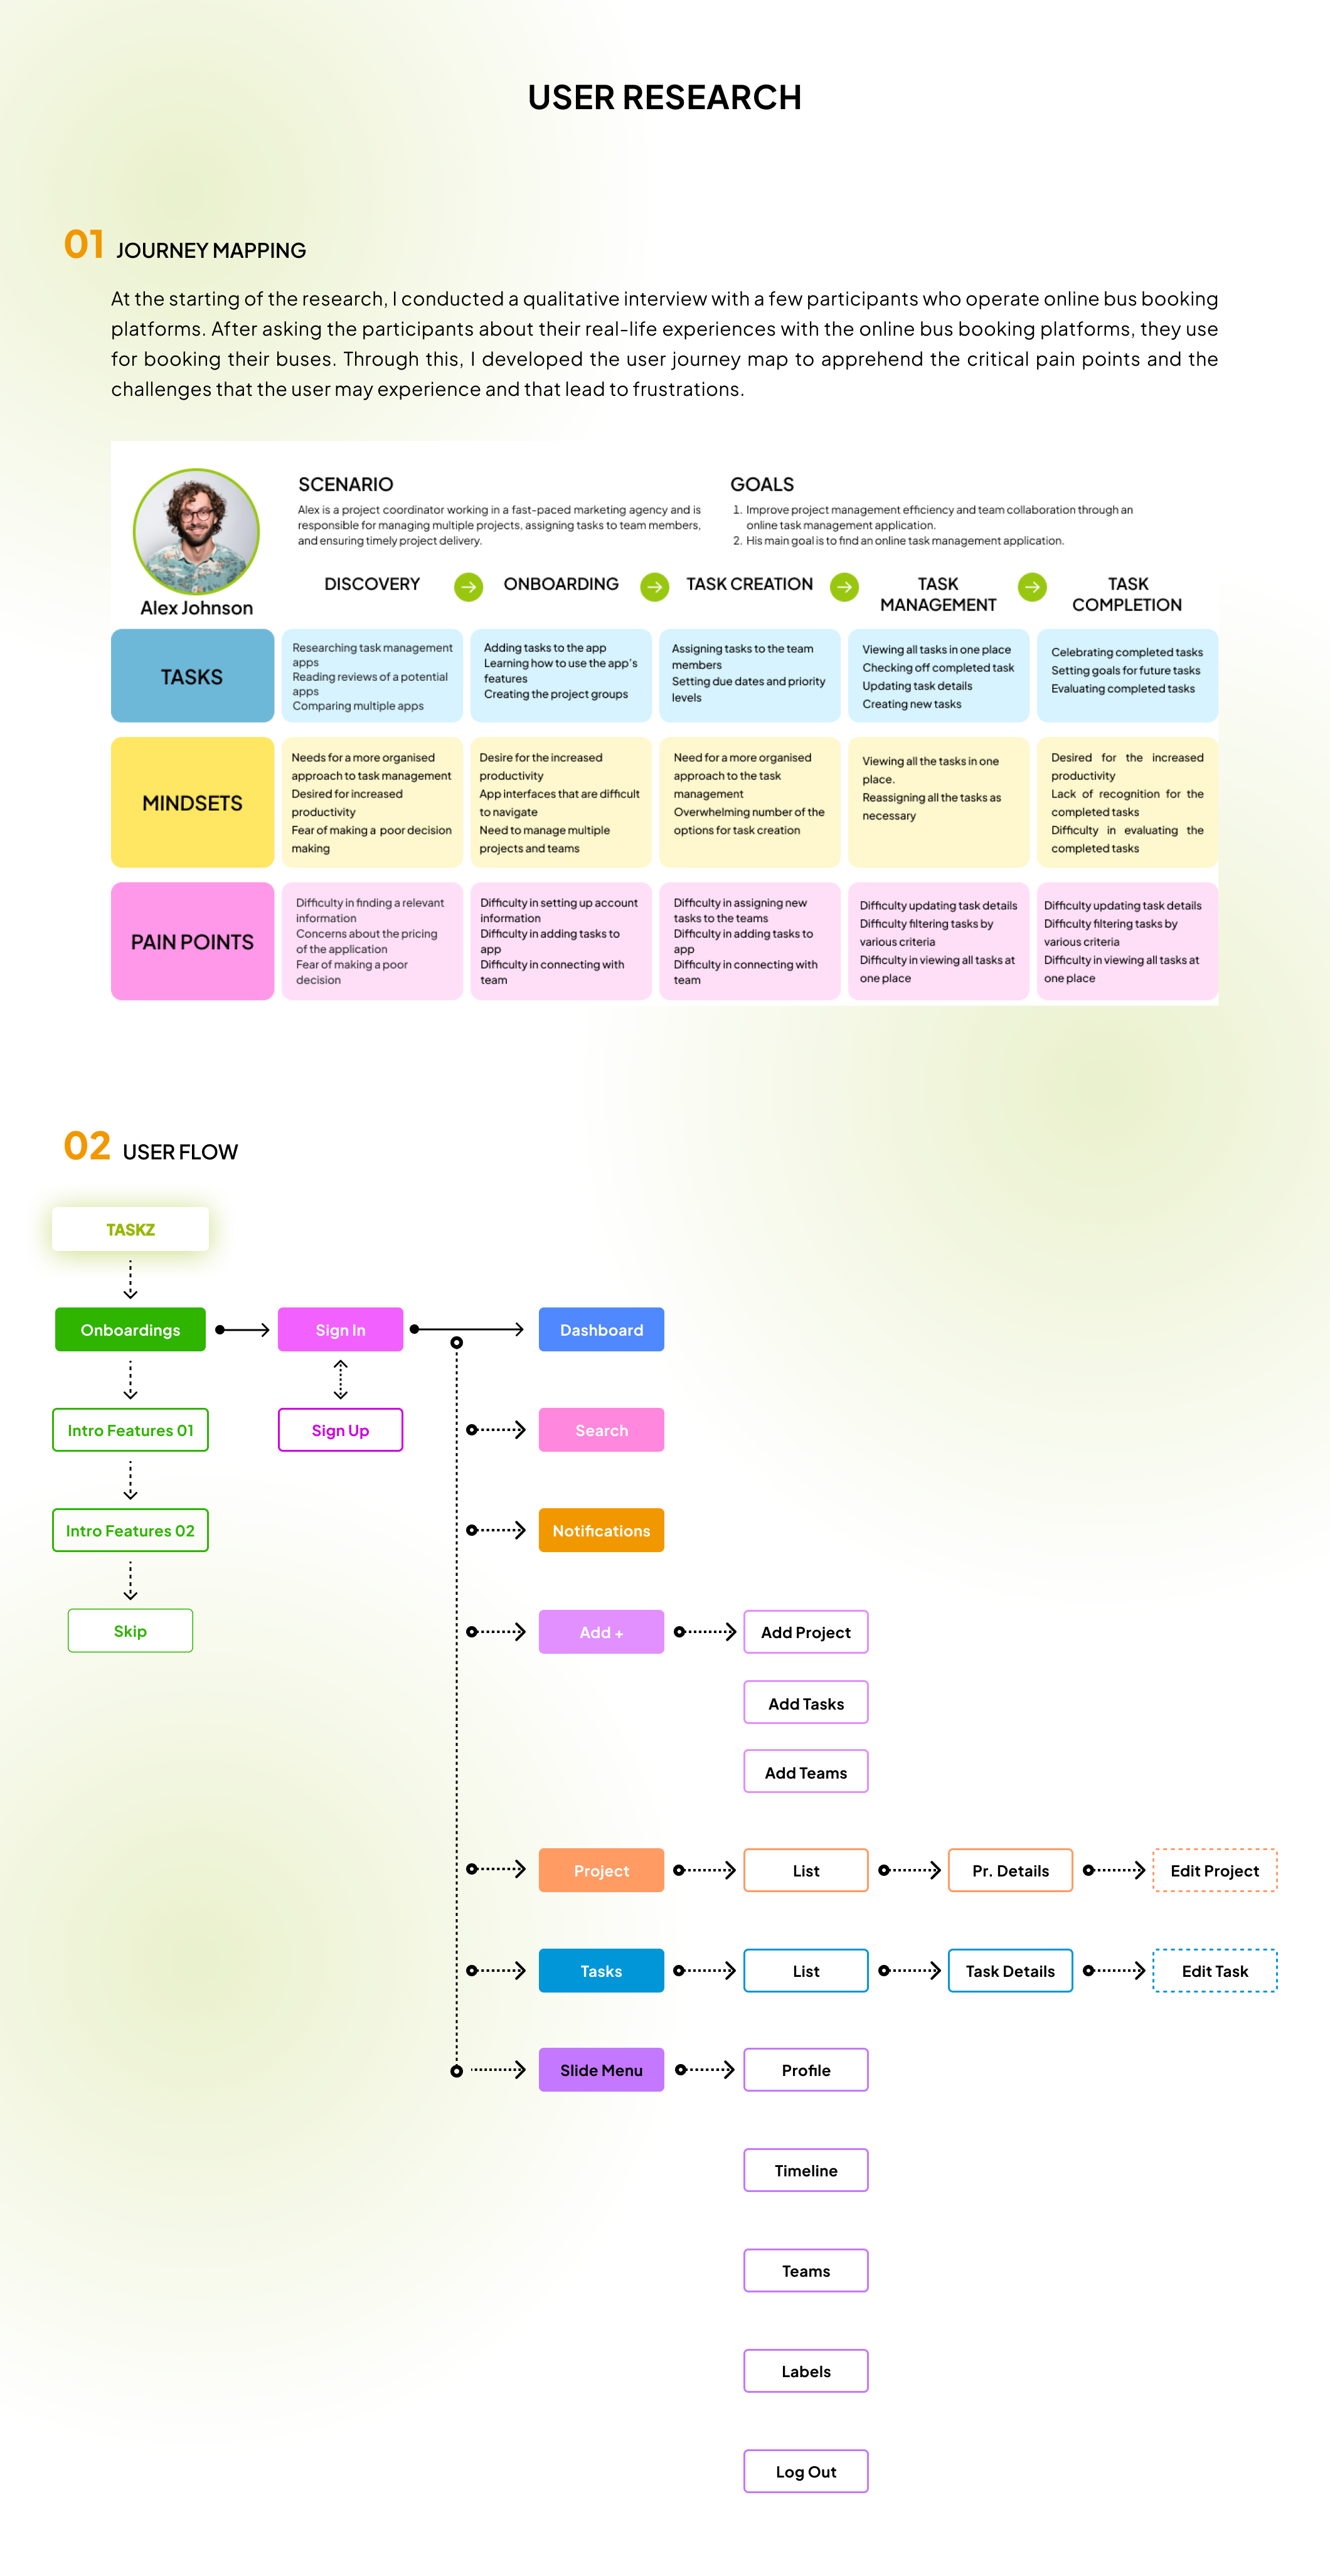 USER RESEARCH
01 JOURNEY MAPPING
At the starting of the research, I conducted a qualitative interview with a few participants who operate online bus booking
platforms. After asking the participants about their real-life experiences with the online bus booking platforms, they use
for booking their buses. Through this, I developed the user journey map to apprehend the critical pain points and the
challenges that the user may experience and that lead to frustrations.
Alex Johnson
SCENARIO
Alex is a project coordinator working in a fast-paced marketing agency and is
responsible for managing multiple projects, assigning tasks to team members,
and ensuring timely project delivery.
GOALS
1. Improve project management efficiency and team collaboration through an
online task management application.
2. His main goal is to find an online task management application.
DISCOVERY
ONBOARDING
TASK CREATION
TASK
MANAGEMENT
TASK
COMPLETION
TASKS
Researching task management
apps
Reading reviews of a potential
apps
Comparing multiple apps
Adding tasks to the app
Learning how to use the app's
features
Creating the project groups
Assigning tasks to the team
members
Setting due dates and priority
levels
Viewing all tasks in one place
Checking off completed task
Updating task details
Creating new tasks
Celebrating completed tasks
Setting goals for future tasks
Evaluating completed tasks
MINDSETS
Needs for a more organised
approach to task management
Desired for increased
productivity
Fear of making a poor decision
making
Desire for the increased
productivity
App interfaces that are difficult
to navigate
Need to manage multiple
projects and teams
Need for a more organised
approach to the task
management
Overwhelming number of the
options for task creation
Viewing all the tasks in one
place.
Reassigning all the tasks as
necessary
Desired for the increased
productivity
Lack of recognition for the
completed tasks
Difficulty in evaluating the
completed tasks
PAIN POINTS
Difficulty in finding a relevant
information
Concerns about the pricing
of the application
Fear of making a poor
decision
Difficulty in setting up account
information
Difficulty in adding tasks to
app
Difficulty in connecting with
team
Difficulty in assigning new
tasks to the teams
Difficulty in adding tasks to
app
Difficulty in connecting with
team
Difficulty updating task details
Difficulty filtering tasks by
various criteria
Difficulty in viewing all tasks at
one place
Difficulty updating task details
Difficulty filtering tasks by
various criteria
Difficulty in viewing all tasks at
one place
02 USER FLOW
TASKZ
Onboardings
Sign In
Dashboard
Intro Features 01
Sign Up
Search
Intro Features 02
Notifications
Skip
Add +
Add Project
Add Tasks
Add Teams
Project
List
Pr. Details
Edit Project
Tasks
List
Task Details
Edit Task
Slide Menu
Profile
Timeline
Teams
Labels
Log Out